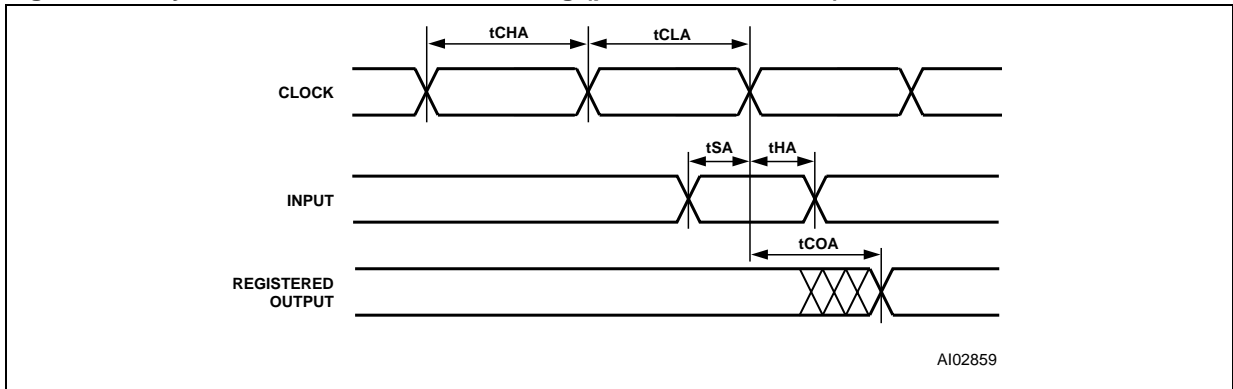 tCHA
tCLA
CLOCK
tSA
tHA
INPUT
tCOA
REGISTERED
OUTPUT
AI02859